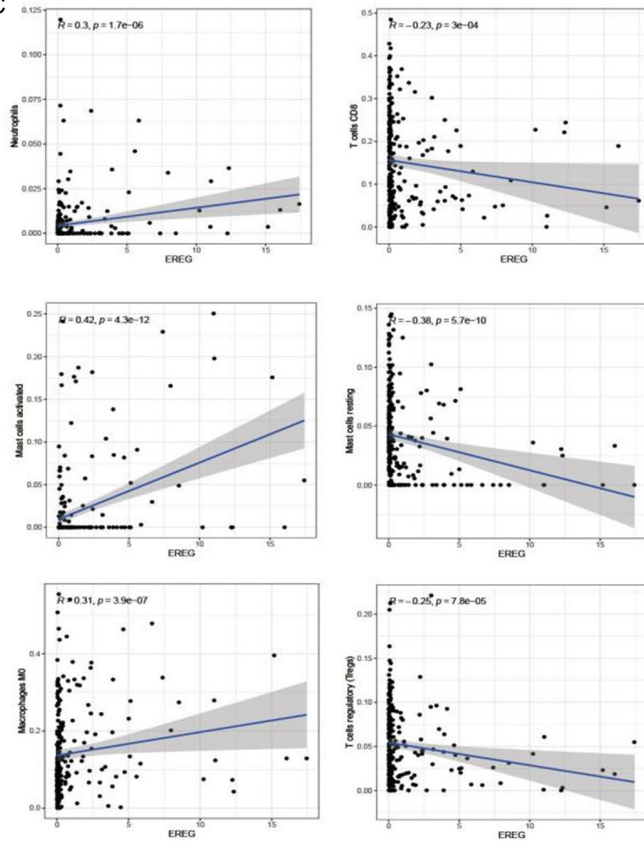 C
0.125
0.100
0.075
0.050
0.025
0.000
Neutrophils
R = 0.3, p = 1.7e−06
0 5 10 15
EREG
0.5
0.4
0.3
0.2
0.1
0.0
T cells CD8
R = −0.23, p = 3e−04
0 5 10 15
EREG
0.25
0.20
0.15
0.10
0.05
0.00
Mast cells activated
R = 0.42, p = 4.3e−12
0 5 10 15
EREG
0.15
0.10
0.05
0.00
Mast cells resting
R = −0.38, p = 5.7e−10
0 5 10 15
EREG
0.4
0.2
0.0
Macrophages M0
R = 0.31, p = 3.9e−07
0 5 10 15
EREG
0.20
0.15
0.10
0.05
0.00
T cells regulatory (Tregs)
R = −0.25, p = 7.8e−05
0 5 10 15
EREG